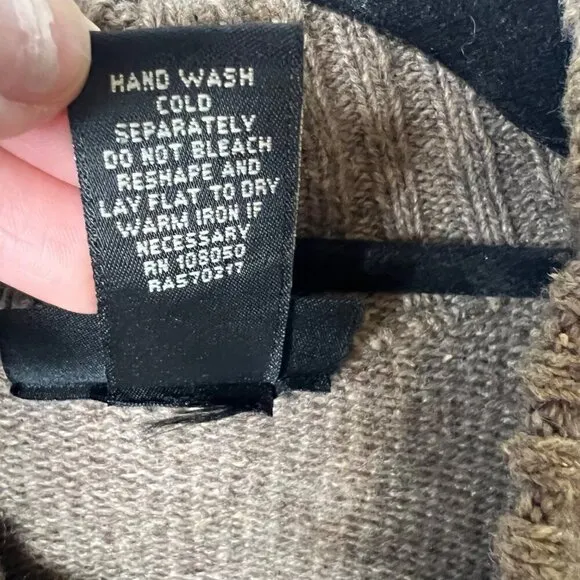 HAND WASH
COLD
SEPARATELY
DO NOT BLEACH
RESHAPE AND
LAY FLAT TO DRY
WARM IRON IF
NECESSARY
RN 108050
RA570277